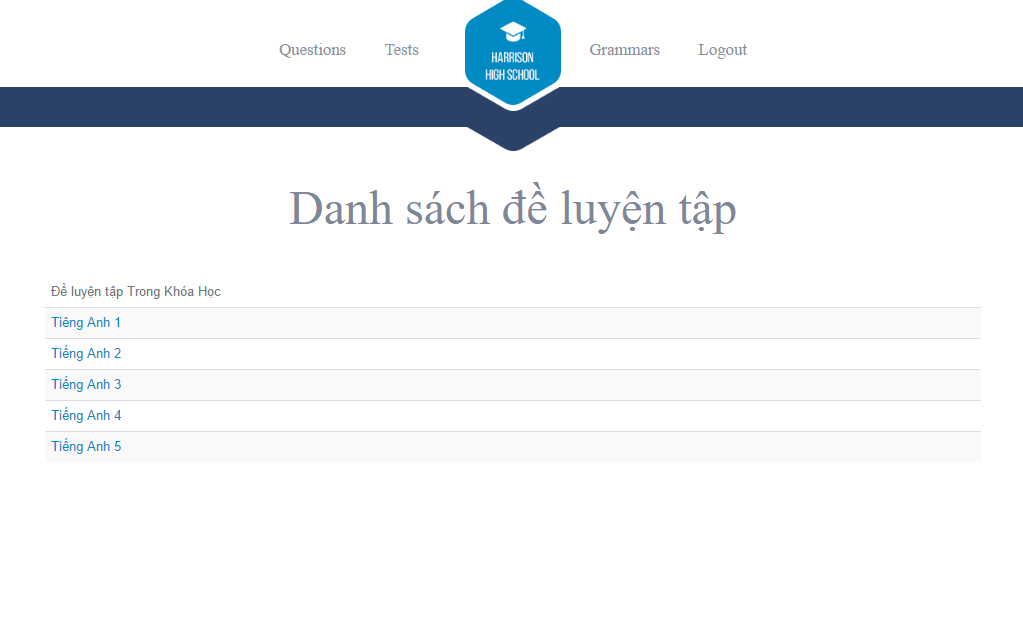 Questions Tests
HARRISON
HIGH SCHOOL
Grammars Logout
Danh sách đề luyện tập
Đề luyện tập Trong Khóa Học
Tiêng Anh 1
Tiếng Anh 2
Tiếng Anh 3
Tiếng Anh 4
Tiếng Anh 5